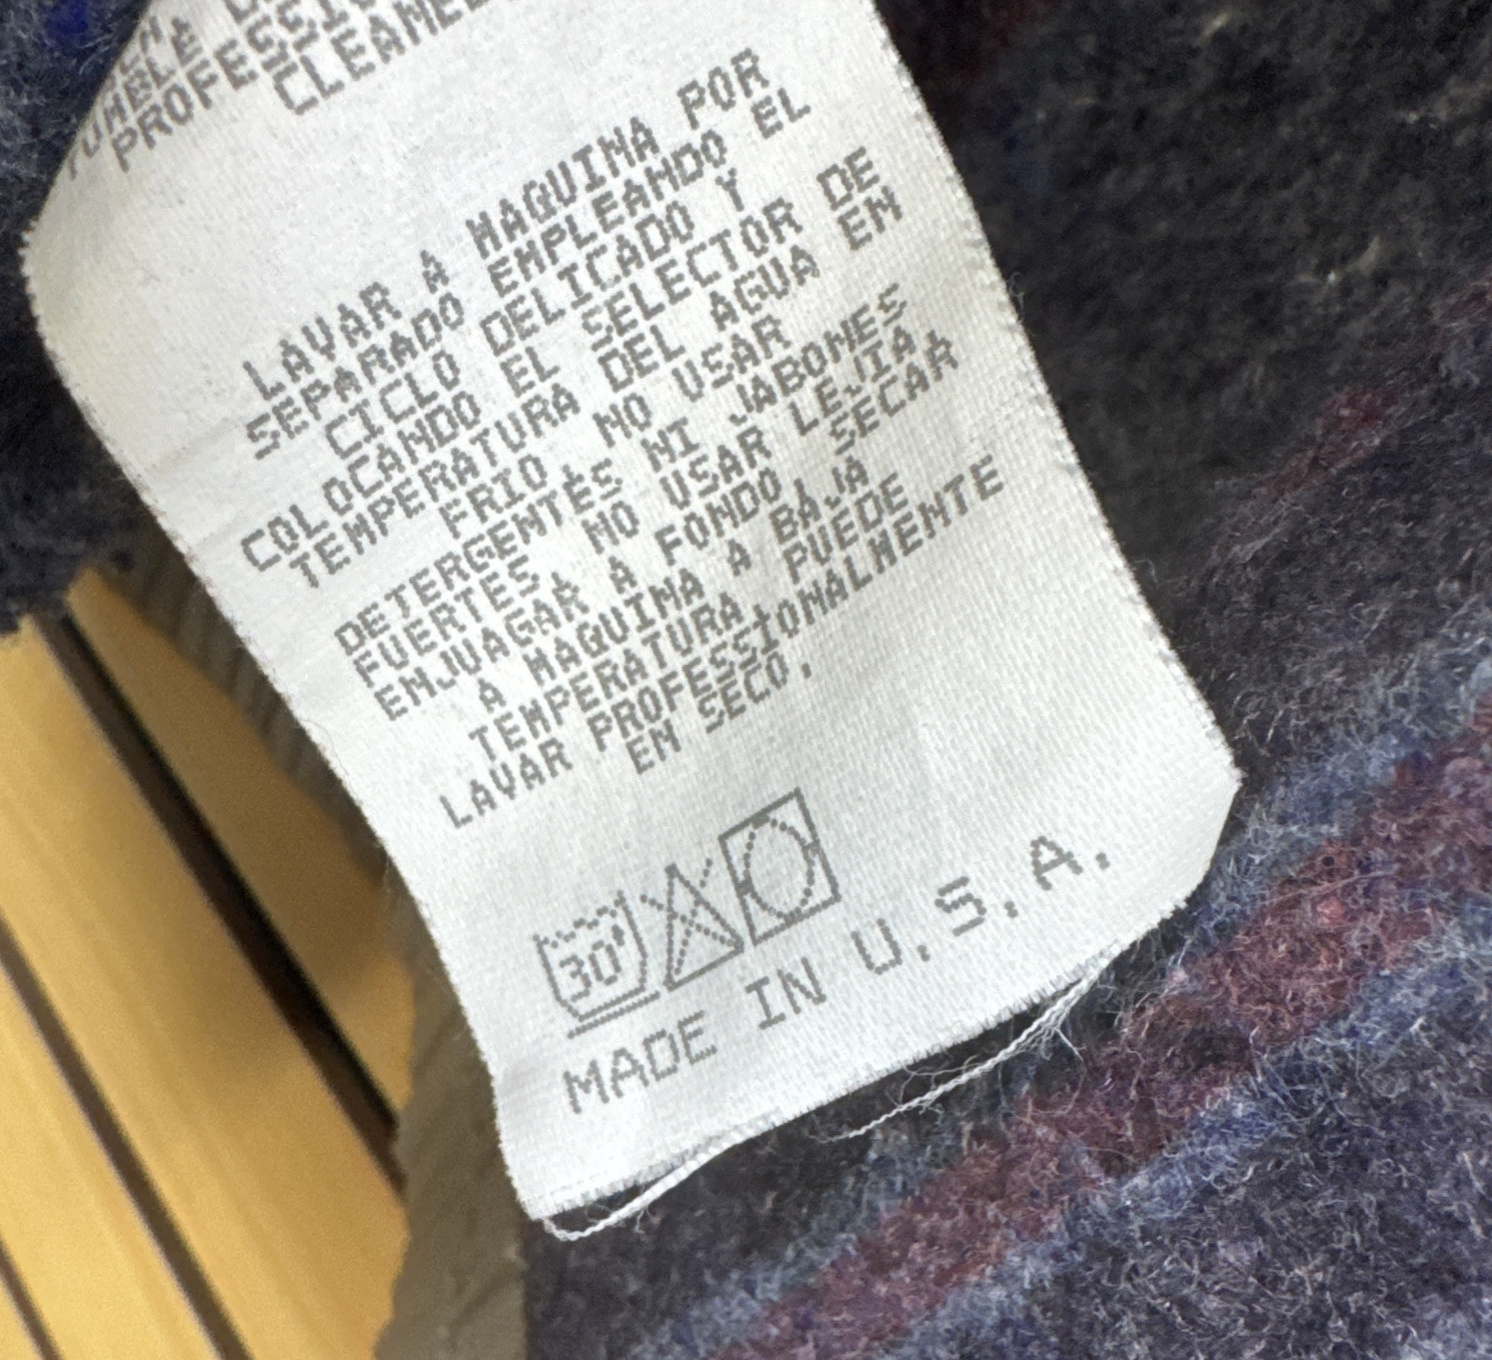 TUMBLE
PROFESSIO
CLEANE
LAVAR A MAQUINA POR
SEPARADO EMPLEANDO EL
CICLO DELICADO Y
COLOCANDO EL SELECTOR DE
TEMPERATURA DEL AGUA EN
FRIO. NO USAR
DETERGENTES NI JABONES
FUERTES. NO USAR LEJIA.
ENJUAGAR A FONDO. SECAR
A MAQUINA A BAJA
TEMPERATURA. PUEDE
LAVAR PROFESSIONALMENTE
EN SECO.
30°
MADE IN U.S.A.